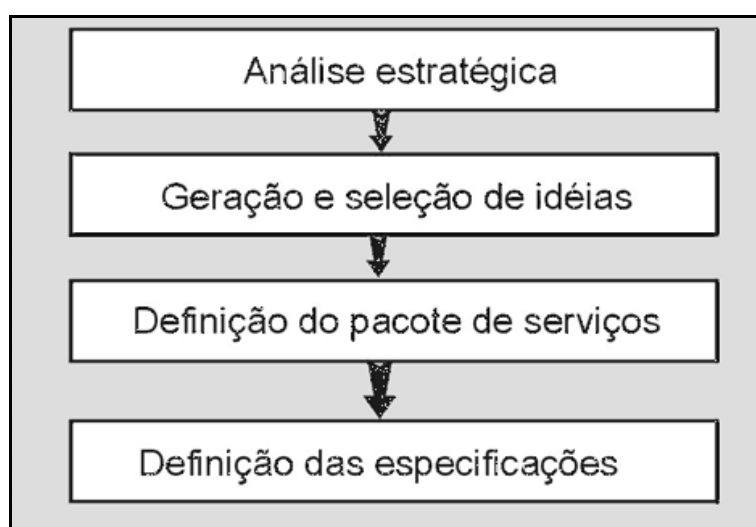 Análise estratégica
Geração e seleção de idéias
Definição do pacote de serviços
Definição das especificações